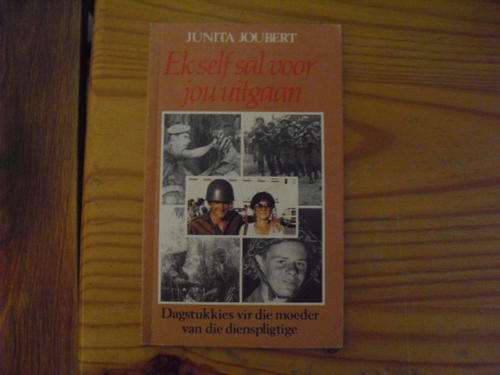 JUNITA JOUBERT
Ek self sal voor
jou uitgaan
Dagstukkies vir die moeder
van die dienspligtige